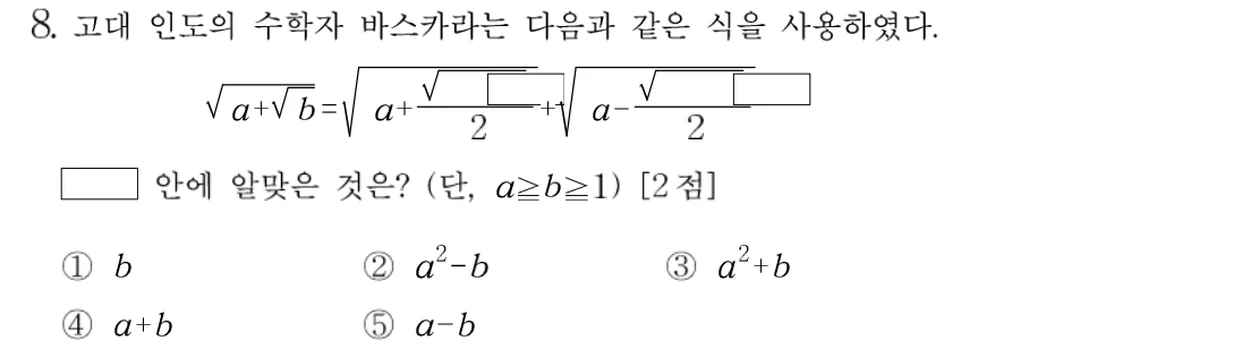 8. 고대 인도의 수학자 바스카라는 다음과 같은 식을 사용하였다.
√(a+√b) = √(a+√□/2) + √(a-√□/2)
□ 안에 알맞은 것은? (단, a≧b≧1) [2점]
① b ② a²-b ③ a²+b
④ a+b ⑤ a-b